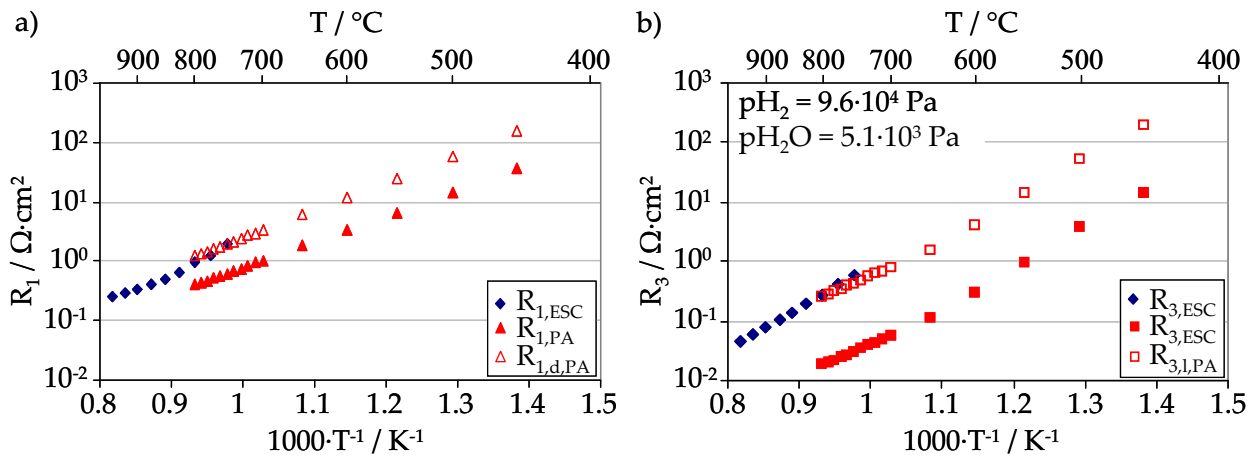 a)
T / °C
900 800 700 600 500 400
10³
10²
10¹
10⁰
10⁻¹
10⁻²
R₁ / Ω·cm²
R₁,ESC
R₁,PA
R₁,d,PA
0.8 0.9 1 1.1 1.2 1.3 1.4 1.5
1000·T⁻¹ / K⁻¹
b)
T / °C
900 800 700 600 500 400
pH₂ = 9.6·10⁴ Pa
pH₂O = 5.1·10³ Pa
10³
10²
10¹
10⁰
10⁻¹
10⁻²
R₃ / Ω·cm²
R₃,ESC
R₃,ESC
R₃,l,PA
0.8 0.9 1 1.1 1.2 1.3 1.4 1.5
1000·T⁻¹ / K⁻¹